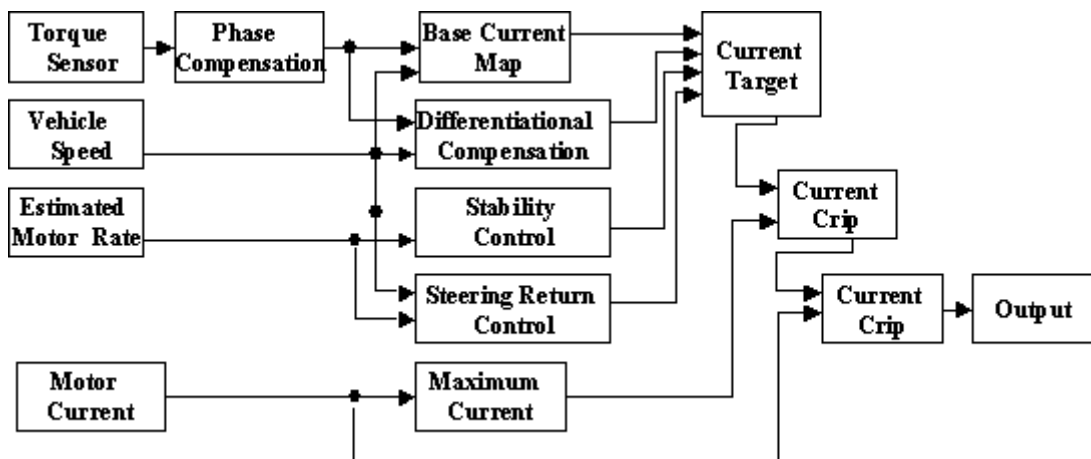 Torque
Sensor
Phase
Compensation
Base Current
Map
Current
Target
Vehicle
Speed
Differentiational
Compensation
Estimated
Motor Rate
Stability
Control
Current
Crip
Steering Return
Control
Current
Crip
Output
Motor
Current
Maximum
Current